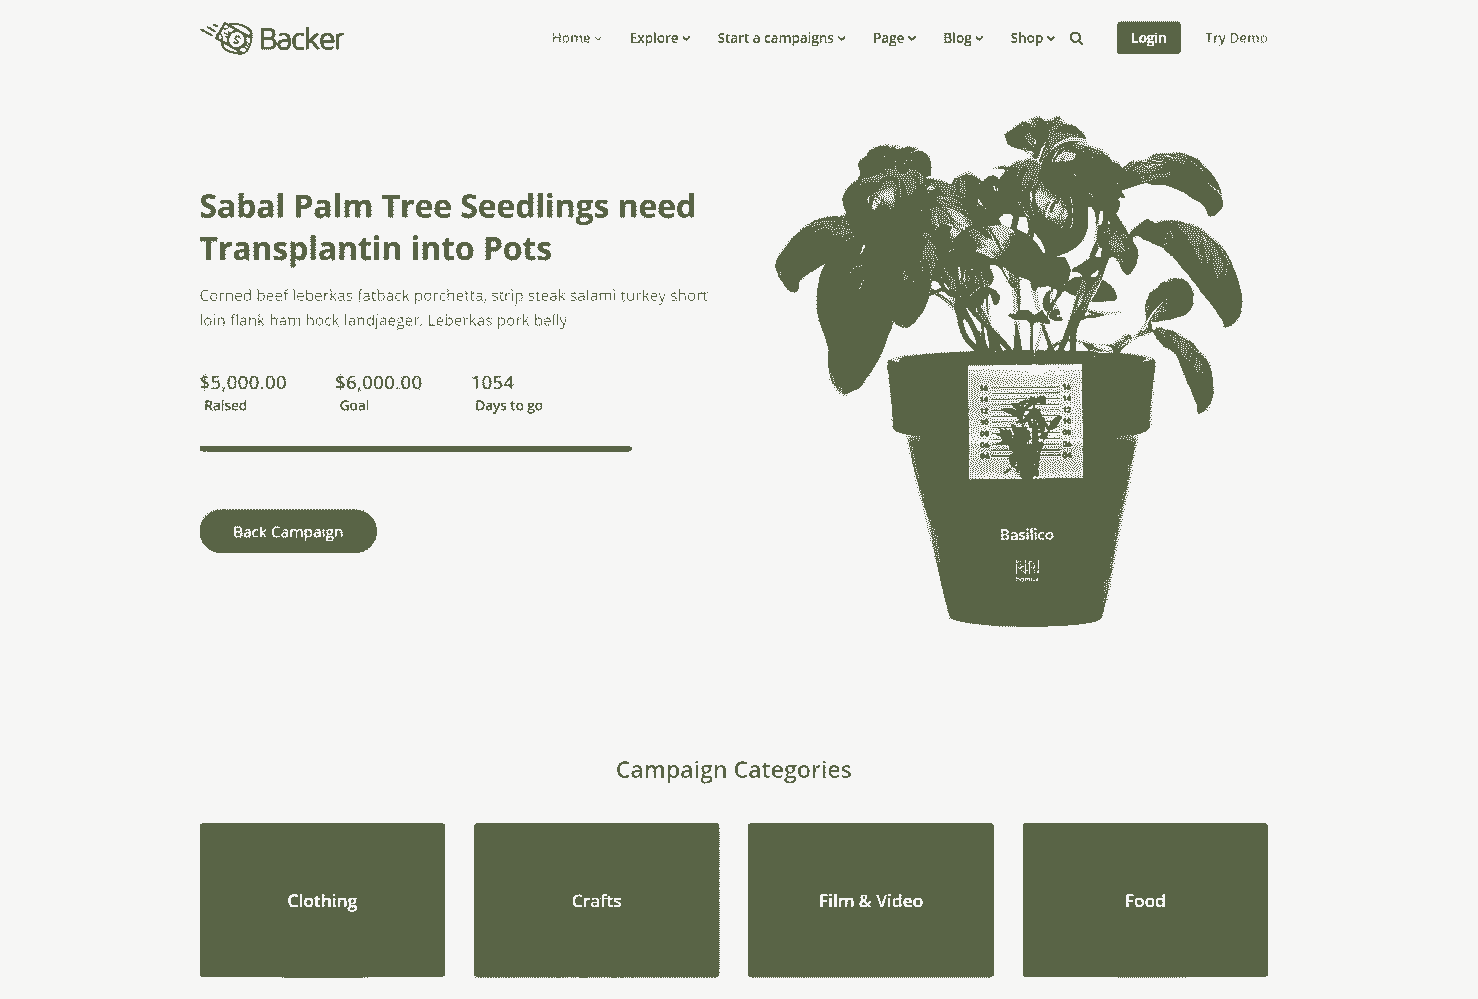 Backer
Home
Explore
Start a campaigns
Page
Blog
Shop
Login
Try Demo
Sabal Palm Tree Seedlings need
Transplantin into Pots
Corned beef leberkas fatback porchetta, strip steak salami turkey short
loin flank ham hock landjaeger. Leberkas pork belly
$5,000.00 $6,000.00 1054
Raised Goal Days to go
Back Campaign
Basilico
Campaign Categories
Clothing
Crafts
Film & Video
Food